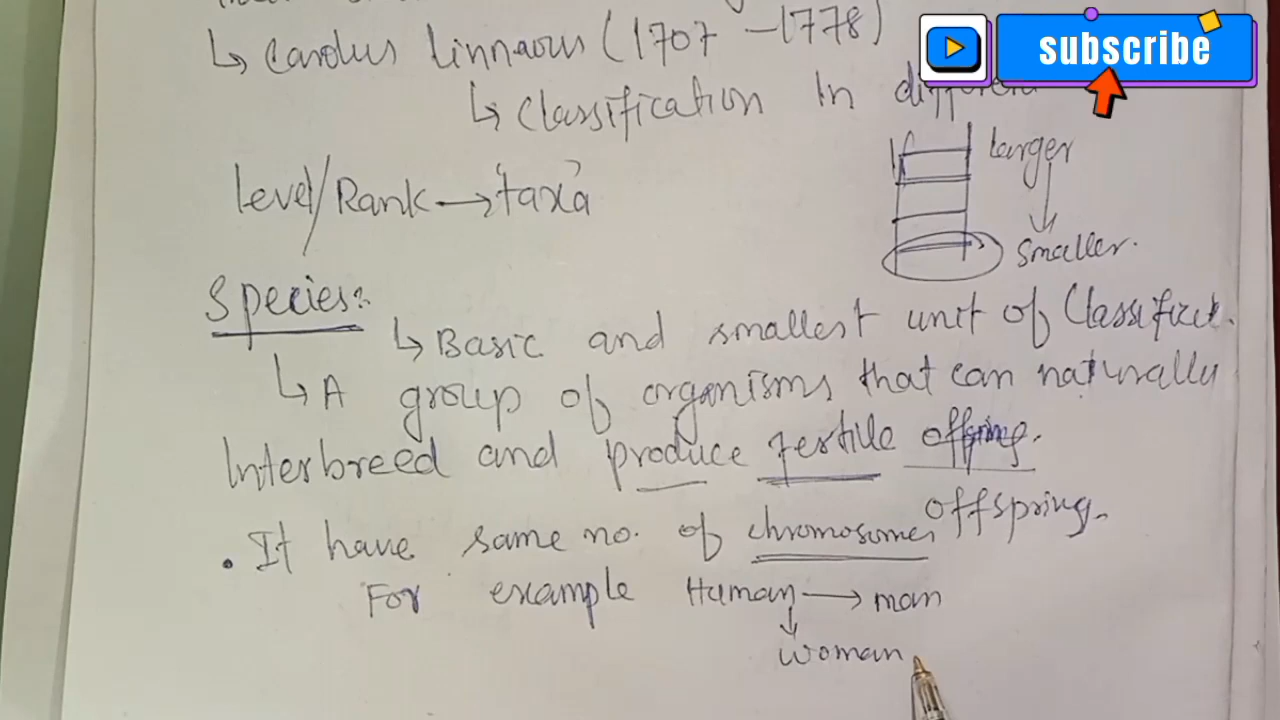 ↳ Carolus linnaous (1707 - 1778)
subscribe
↳ Classification In different
level/Rank → 'taxa'
larger
↓
Smaller.
Species:
↳ Basic and smallest unit of Classificat.
↳ A group of organisms that can naturally
Interbreed and produce fertile
offspring.
• It have same no. of chromosomes
For example Human → man
↓
woman